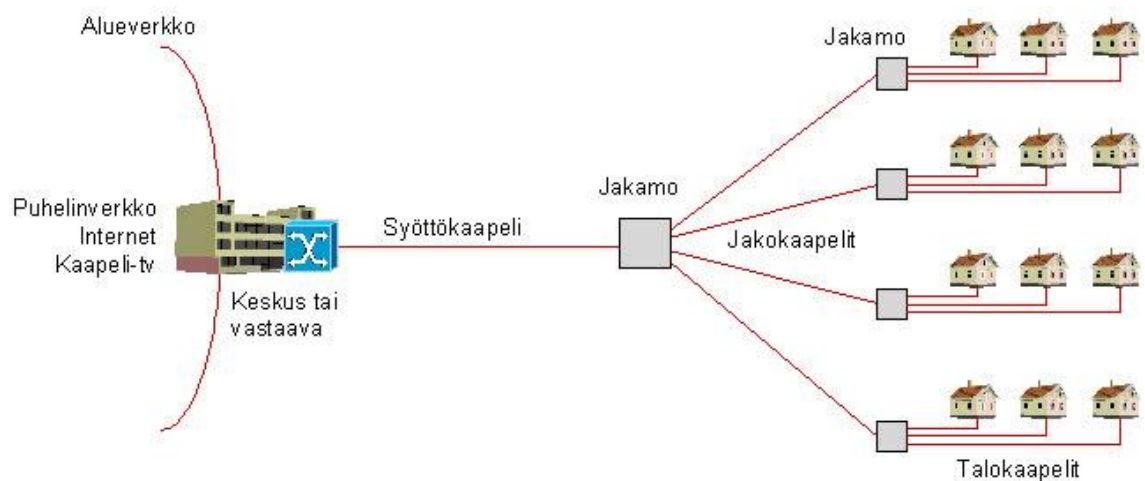 Alueverkko
Jakamo
Puhelinverkko
Internet
Kaapeli-tv
Syöttökaapeli
Jakamo
Jakokaapelit
Keskus tai
vastaava
Talokaapelit